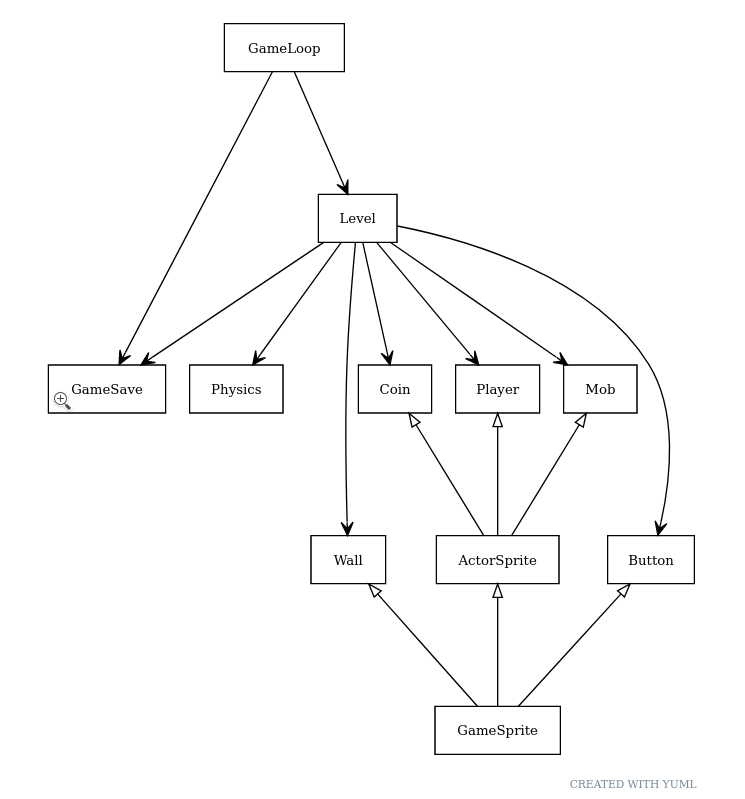 GameLoop
Level
GameSave
Physics
Coin
Player
Mob
Wall
ActorSprite
Button
GameSprite
CREATED WITH YUML